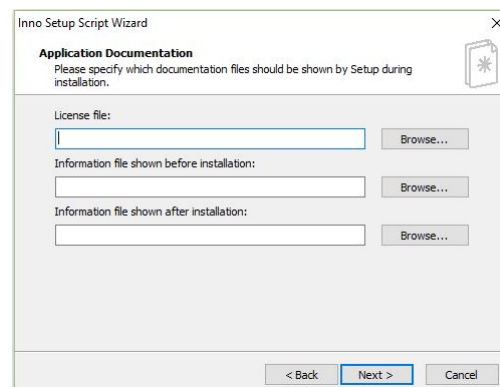 Inno Setup Script Wizard
Application Documentation
Please specify which documentation files should be shown by Setup during
installation.
License file:
Browse...
Information file shown before installation:
Browse...
Information file shown after installation:
Browse...
< Back
Next >
Cancel